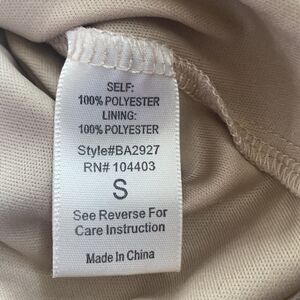 SELF:
100% POLYESTER
LINING:
100% POLYESTER
Style#BA2927
RN# 104403
S
See Reverse For
Care Instruction
Made In China